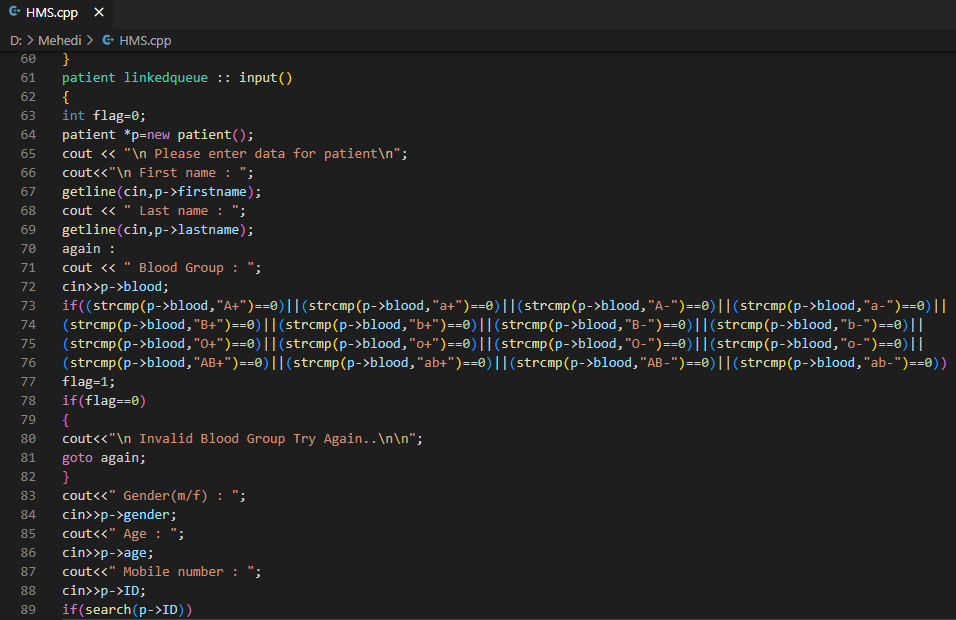 HMS.cpp ×
D: > Mehedi > HMS.cpp
60 }
61 patient linkedqueue :: input()
62 {
63 int flag=0;
64 patient *p=new patient();
65 cout << "\n Please enter data for patient\n";
66 cout<<"\n First name : ";
67 getline(cin,p->firstname);
68 cout << " Last name : ";
69 getline(cin,p->lastname);
70 again :
71 cout << " Blood Group : ";
72 cin>>p->blood;
73 if((strcmp(p->blood,"A+")==0)||(strcmp(p->blood,"a+")==0)||(strcmp(p->blood,"A-")==0)||(strcmp(p->blood,"a-")==0)||
74 (strcmp(p->blood,"B+")==0)||(strcmp(p->blood,"b+")==0)||(strcmp(p->blood,"B-")==0)||(strcmp(p->blood,"b-")==0)||
75 (strcmp(p->blood,"O+")==0)||(strcmp(p->blood,"o+")==0)||(strcmp(p->blood,"O-")==0)||(strcmp(p->blood,"o-")==0)||
76 (strcmp(p->blood,"AB+")==0)||(strcmp(p->blood,"ab+")==0)||(strcmp(p->blood,"AB-")==0)||(strcmp(p->blood,"ab-")==0))
77 flag=1;
78 if(flag==0)
79 {
80 cout<<"\n Invalid Blood Group Try Again..\n\n";
81 goto again;
82 }
83 cout<<" Gender(m/f) : ";
84 cin>>p->gender;
85 cout<<" Age : ";
86 cin>>p->age;
87 cout<<" Mobile number : ";
88 cin>>p->ID;
89 if(search(p->ID))